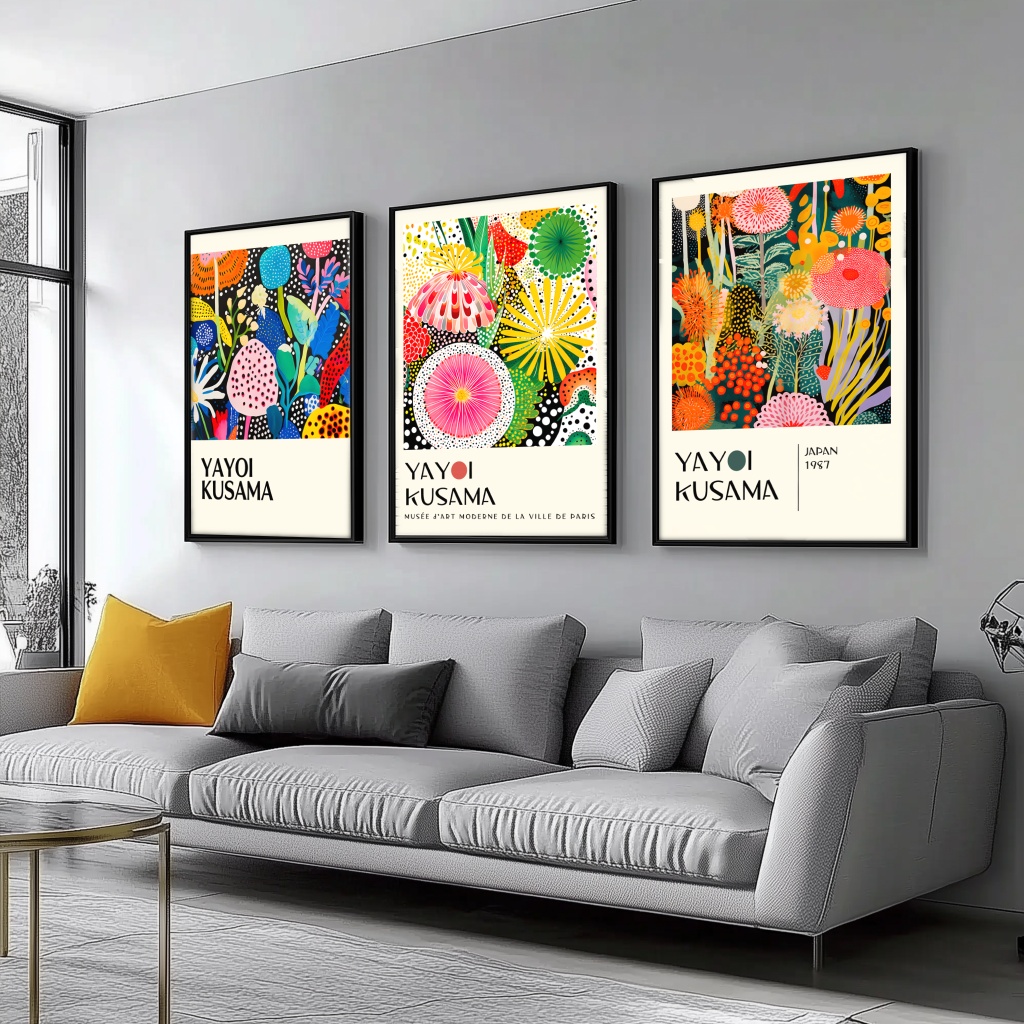 YAYOI
KUSAMA
YAYOI
KUSAMA
MUSÉE d'ART MODERNE DE LA VILLE DE PARIS
YAYOI
KUSAMA
JAPAN
1987